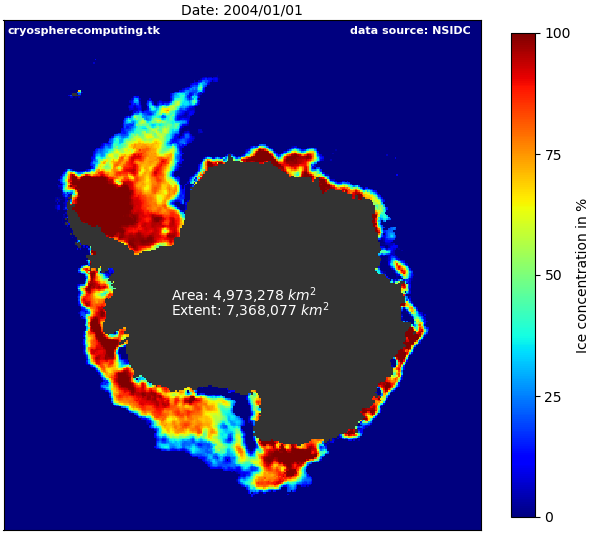 Date: 2004/01/01
cryospherecomputing.tk
data source: NSIDC
Area: 4,973,278 km²
Extent: 7,368,077 km²
100
75
50
25
0
Ice concentration in %